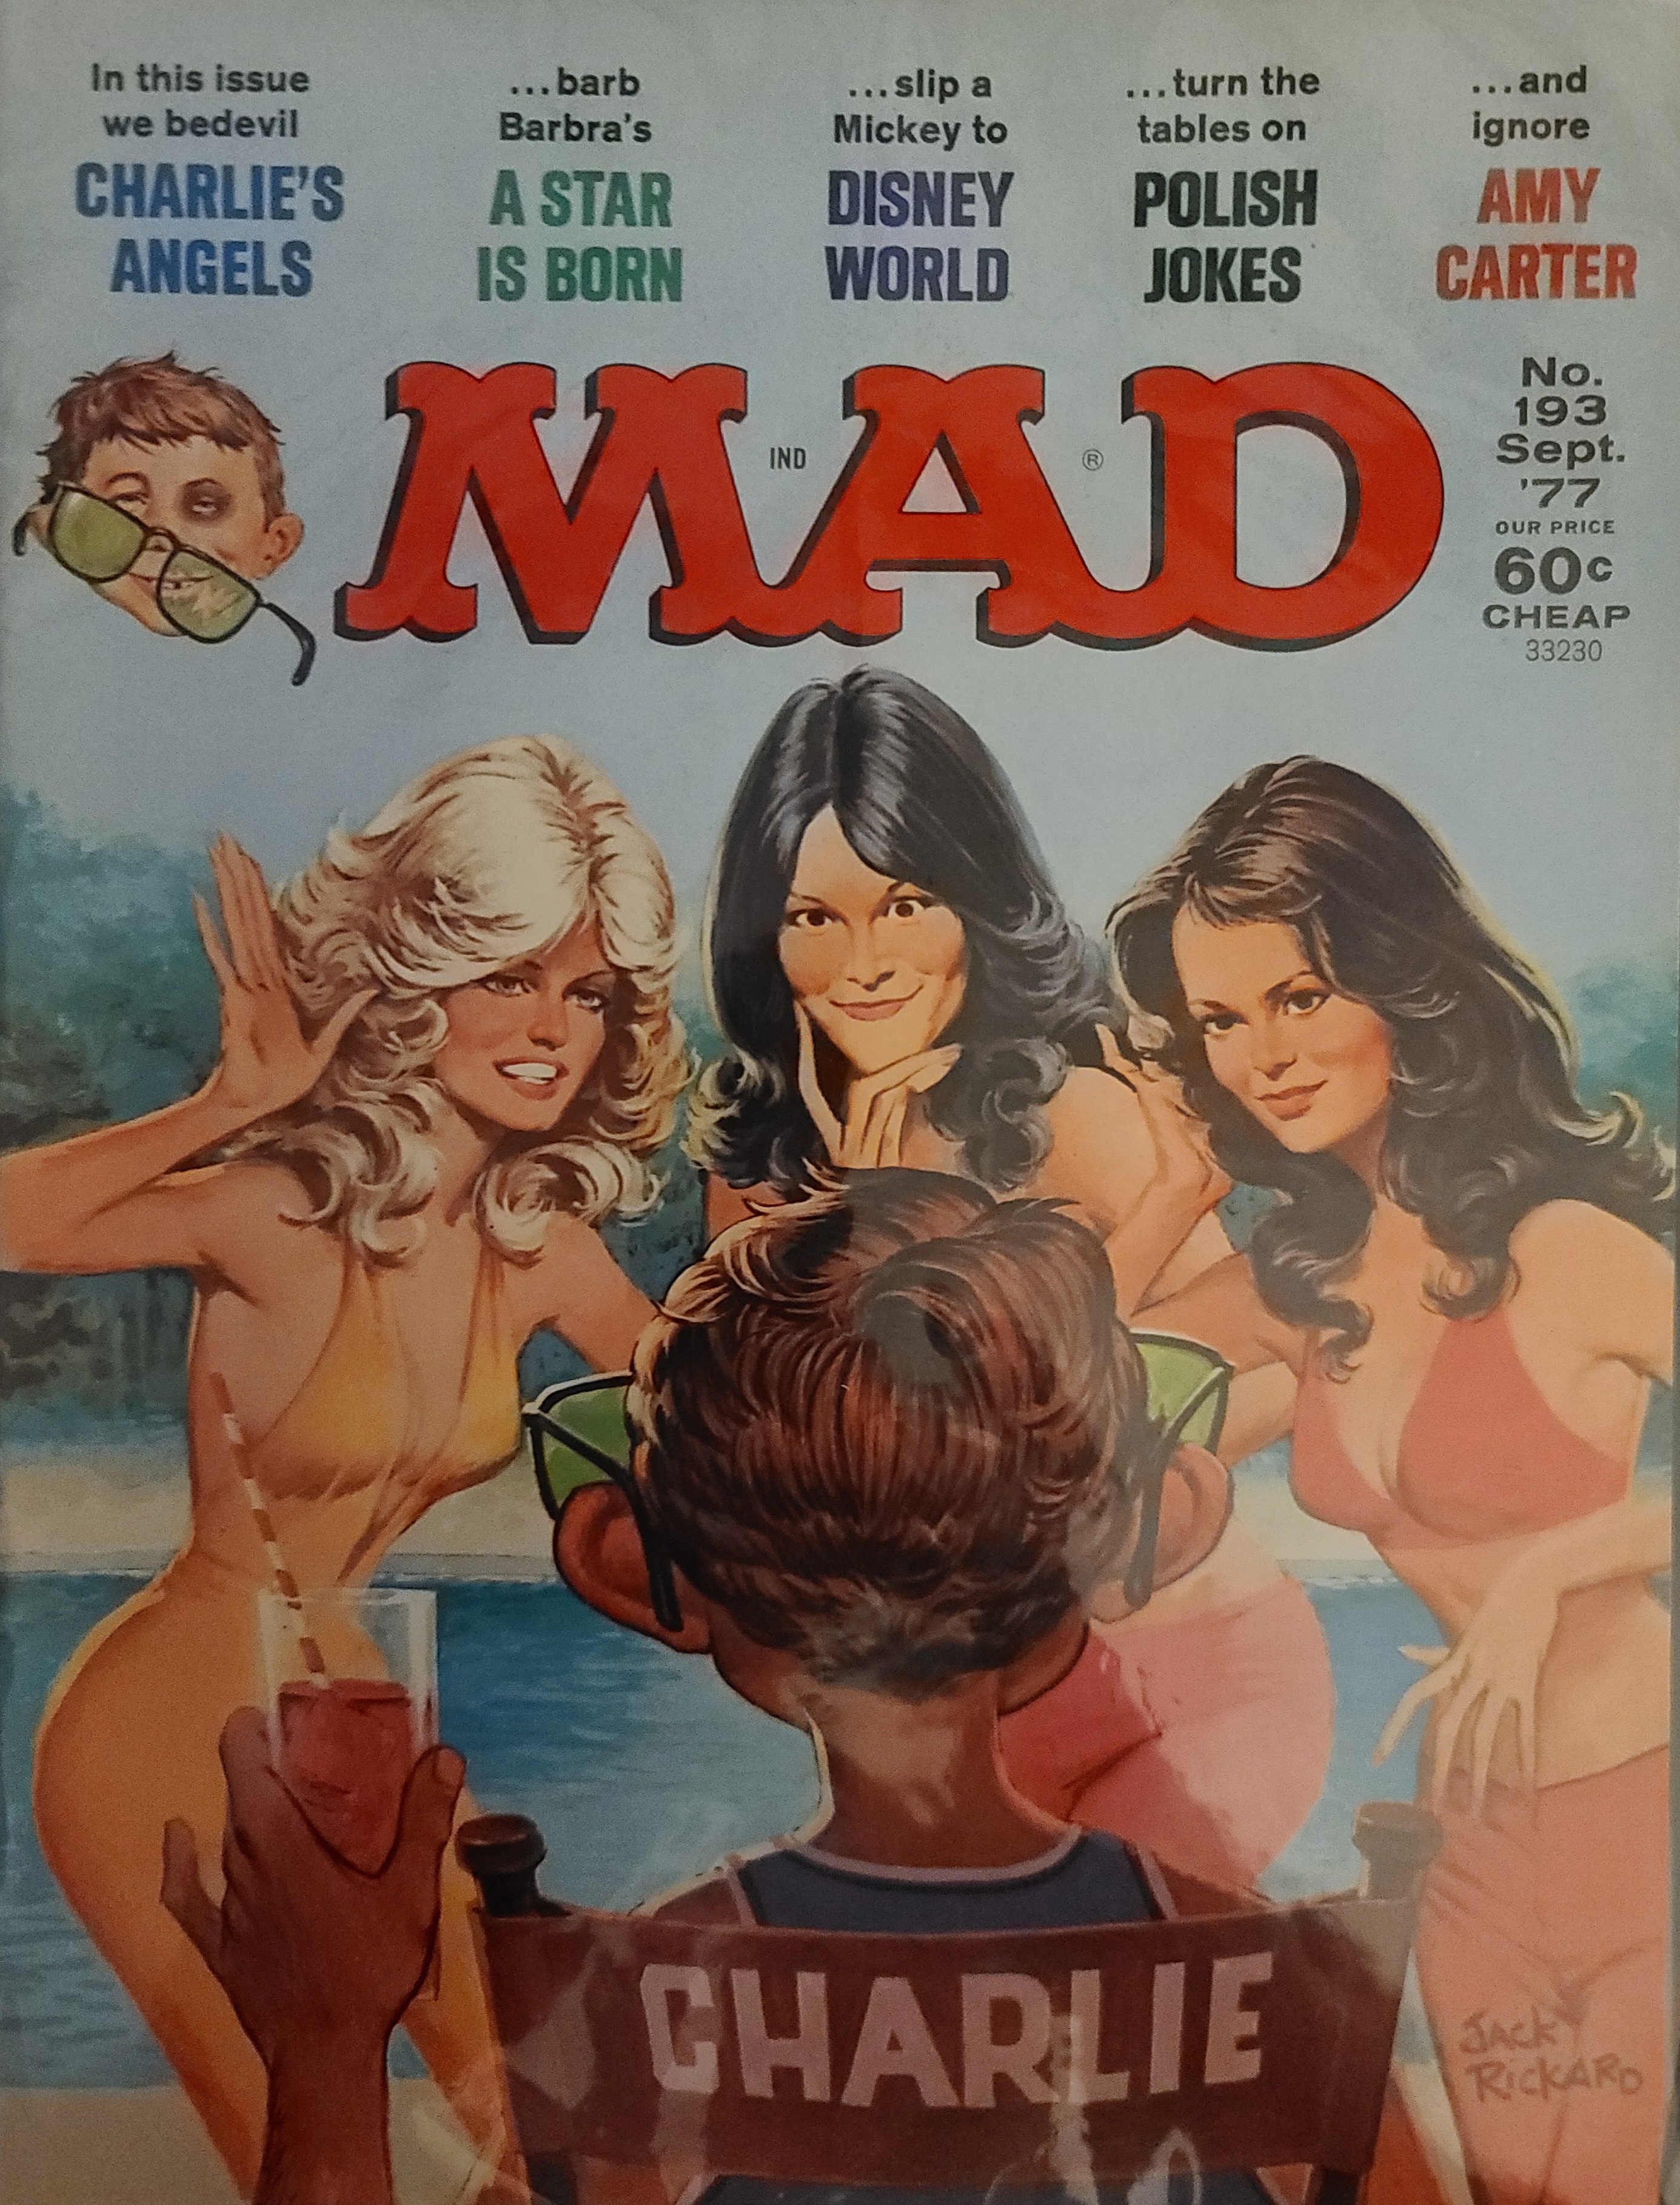 In this issue
we bedevil
CHARLIE'S
ANGELS
...barb
Barbra's
A STAR
IS BORN
...slip a
Mickey to
DISNEY
WORLD
...turn the
tables on
POLISH
JOKES
...and
ignore
AMY
CARTER
MAD
IND
®
No.
193
Sept.
'77
OUR PRICE
60c
CHEAP
33230
CHARLIE
JACK
RICKARD